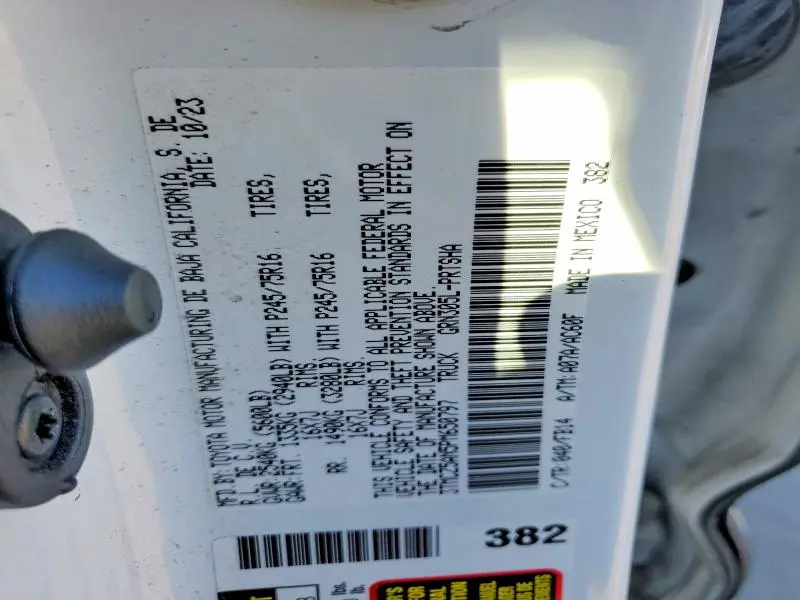 MFD BY: TOYOTA MOTOR MANUFACTURING DE BAJA CALIFORNIA, S. DE
R.L. DE C.V. DATE: 10/23
GVWR 2540KG (5600LB)
GAWR FRT. 1335KG (2940LB) WITH P245/75R16 TIRES,
16X7J RIMS
RR. 1490KG (3280LB) WITH P245/75R16 TIRES,
16X7J RIMS.
THIS VEHICLE CONFORMS TO ALL APPLICABLE FEDERAL MOTOR
VEHICLE SAFETY AND THEFT PREVENTION STANDARDS IN EFFECT ON
THE DATE OF MANUFACTURE SHOWN ABOVE.
3TMCZ5AN5PM650797 TRUCK GRN305L-PRTSHA
C/TR:040/FB14 A/TM:A07A/AC60F MADE IN MEXICO 382
382